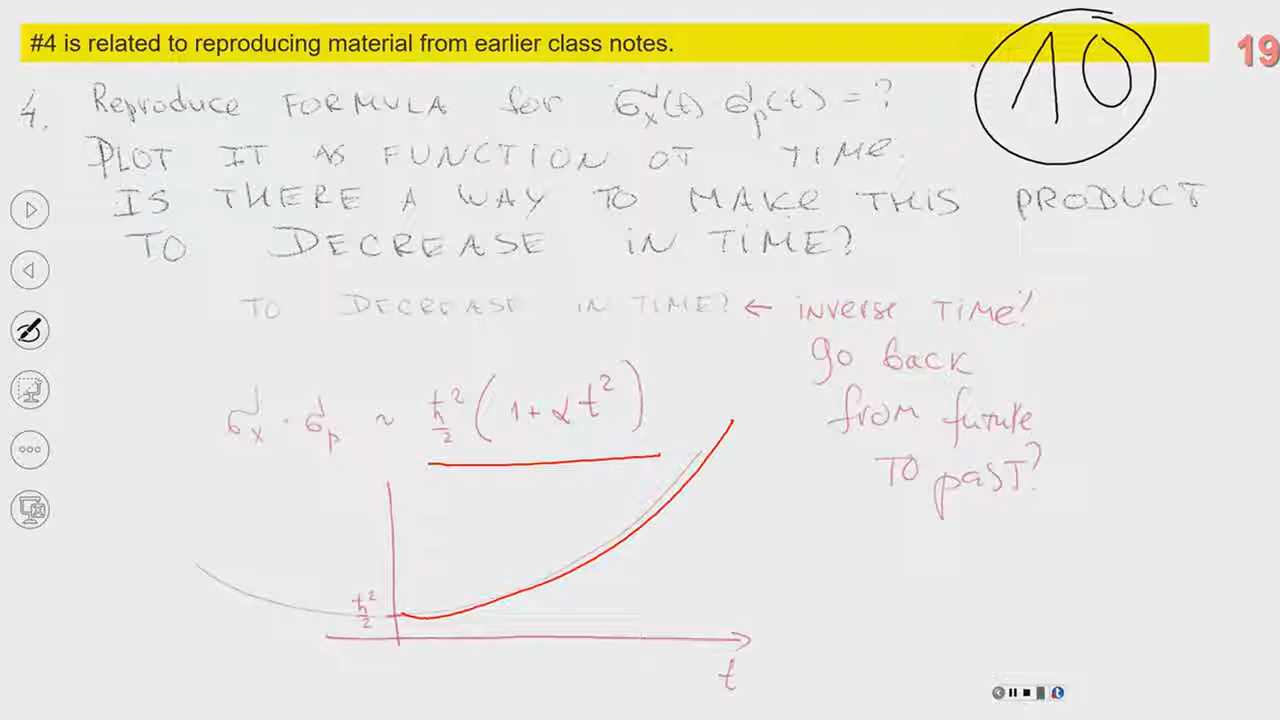 #4 is related to reproducing material from earlier class notes.
10
19
4. Reproduce FORMULA for σx(t) σp(t) = ?
PLOT IT AS FUNCTION OF TIME.
IS THERE A WAY TO MAKE THIS PRODUCT
TO DECREASE IN TIME?
TO DECREASE IN TIME? ← inverse TIME?
go back
from future
TO past?
σx · σp ~ ħ²/2 (1 + αt²)
ħ²/2
t